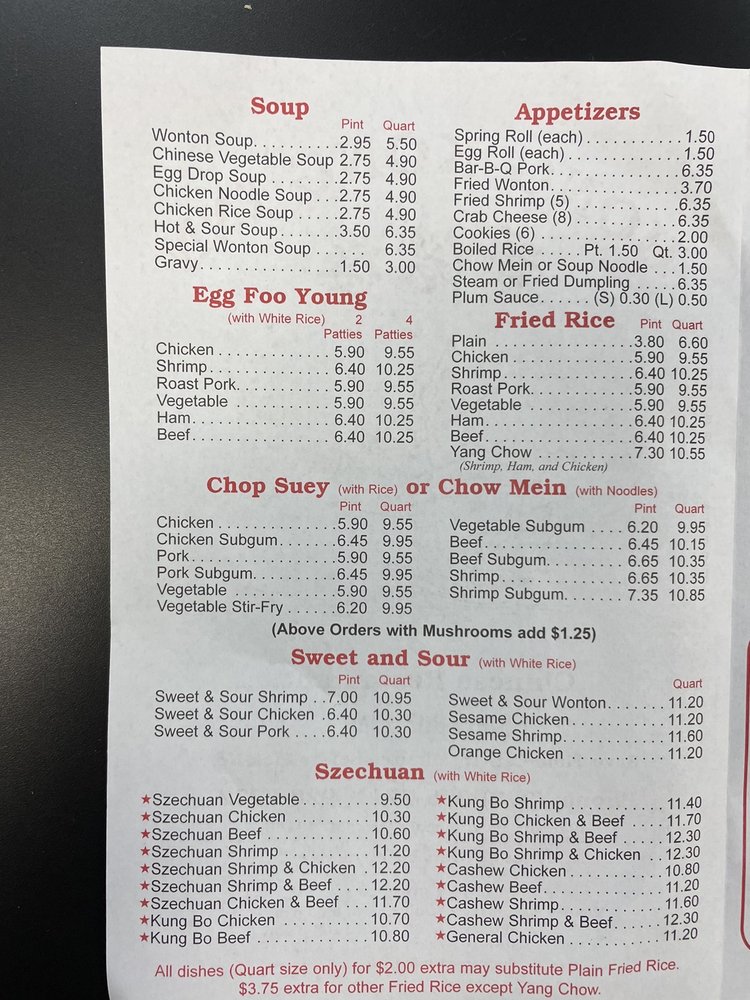 Soup
Pint Quart
Wonton Soup..........2.95 5.50
Chinese Vegetable Soup 2.75 4.90
Egg Drop Soup ........2.75 4.90
Chicken Noodle Soup ...2.75 4.90
Chicken Rice Soup .....2.75 4.90
Hot & Sour Soup.......3.50 6.35
Special Wonton Soup ...... 6.35
Gravy.................1.50 3.00
Egg Foo Young
(with White Rice) 2 4
Patties Patties
Chicken ............. 5.90 9.55
Shrimp.............. 6.40 10.25
Roast Pork........... 5.90 9.55
Vegetable ........... 5.90 9.55
Ham................. 6.40 10.25
Beef................. 6.40 10.25
Appetizers
Spring Roll (each)............1.50
Egg Roll (each)..............1.50
Bar-B-Q Pork................6.35
Fried Wonton................3.70
Fried Shrimp (5) .............6.35
Crab Cheese (8) .............6.35
Cookies (6) .................2.00
Boiled Rice .....Pt. 1.50 Qt. 3.00
Chow Mein or Soup Noodle ...1.50
Steam or Fried Dumpling .....6.35
Plum Sauce......(S) 0.30 (L) 0.50
Fried Rice Pint Quart
Plain .................3.80 6.60
Chicken ..............5.90 9.55
Shrimp................6.40 10.25
Roast Pork............5.90 9.55
Vegetable ............5.90 9.55
Ham..................6.40 10.25
Beef..................6.40 10.25
Yang Chow ...........7.30 10.55
(Shrimp, Ham, and Chicken)
Chop Suey (with Rice) or Chow Mein (with Noodles)
Pint Quart
Chicken .............5.90 9.55
Chicken Subgum.......6.45 9.95
Pork.................5.90 9.55
Pork Subgum..........6.45 9.95
Vegetable ............5.90 9.55
Vegetable Stir-Fry ......6.20 9.95
Pint Quart
Vegetable Subgum ....6.20 9.95
Beef.................6.45 10.15
Beef Subgum..........6.65 10.35
Shrimp...............6.65 10.35
Shrimp Subgum........7.35 10.85
(Above Orders with Mushrooms add $1.25)
Sweet and Sour (with White Rice)
Pint Quart
Sweet & Sour Shrimp ..7.00 10.95
Sweet & Sour Chicken .6.40 10.30
Sweet & Sour Pork ....6.40 10.30
Quart
Sweet & Sour Wonton.......11.20
Sesame Chicken...........11.20
Sesame Shrimp............11.60
Orange Chicken ...........11.20
Szechuan (with White Rice)
★Szechuan Vegetable.........9.50
★Szechuan Chicken .........10.30
★Szechuan Beef ............10.60
★Szechuan Shrimp ..........11.20
★Szechuan Shrimp & Chicken .12.20
★Szechuan Shrimp & Beef ....12.20
★Szechuan Chicken & Beef ...11.70
★Kung Bo Chicken ..........10.70
★Kung Bo Beef .............10.80
★Kung Bo Shrimp ...........11.40
★Kung Bo Chicken & Beef ....11.70
★Kung Bo Shrimp & Beef .....12.30
★Kung Bo Shrimp & Chicken ..12.30
★Cashew Chicken...........10.80
★Cashew Beef..............11.20
★Cashew Shrimp............11.60
★Cashew Shrimp & Beef......12.30
★General Chicken ...........11.20
All dishes (Quart size only) for $2.00 extra may substitute Plain Fried Rice.
$3.75 extra for other Fried Rice except Yang Chow.